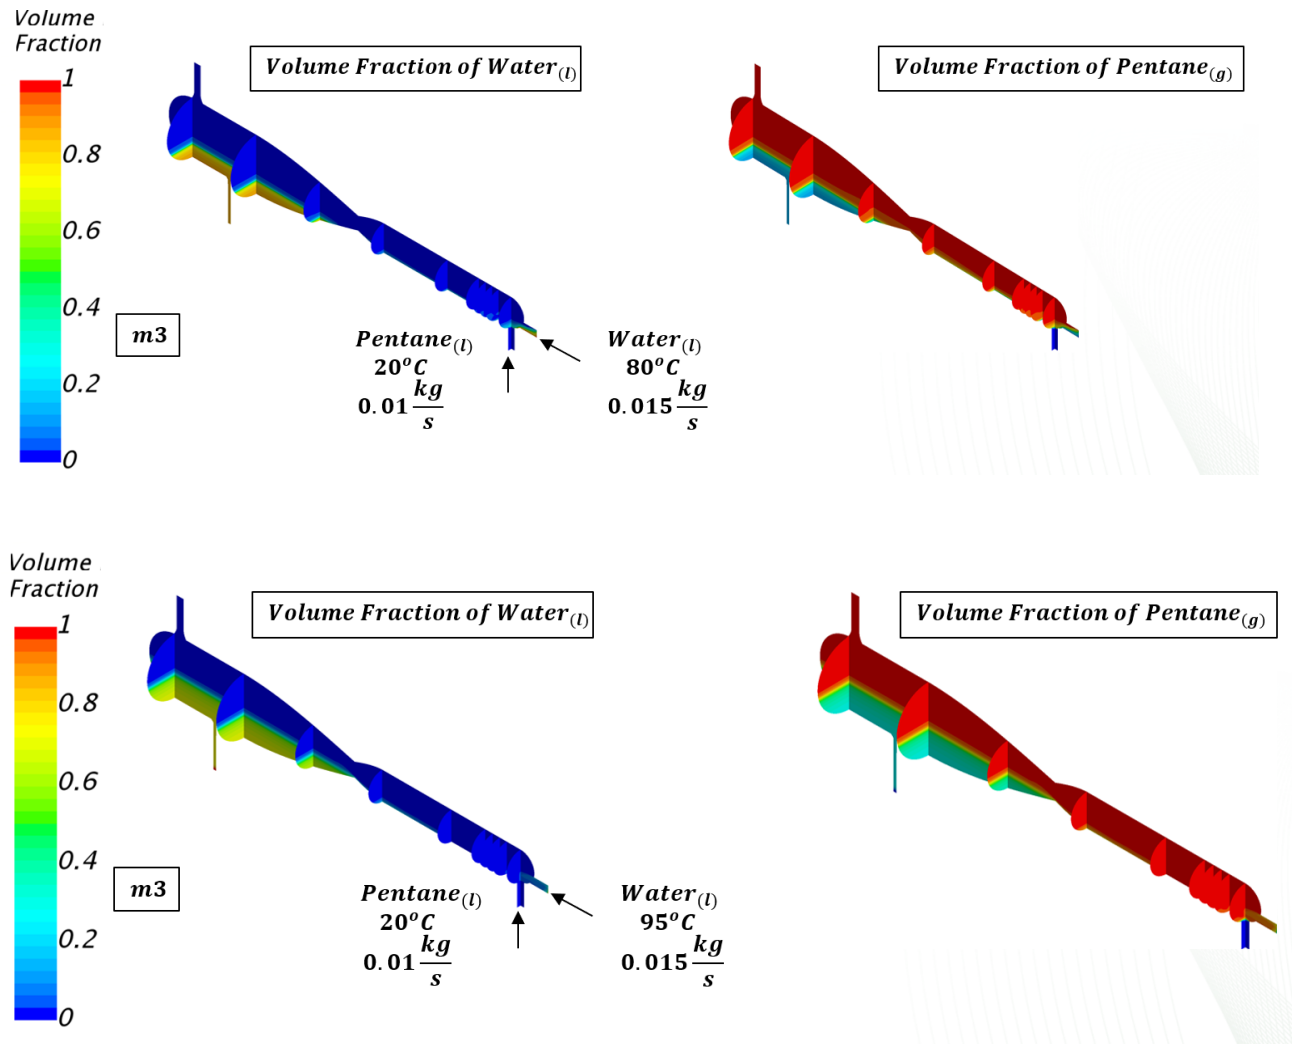 Volume
Fraction
Volume Fraction of Water(l)
Volume Fraction of Pentane(g)
1
0.8
0.6
0.4
0.2
0
m3
Pentane(l)
20°C
0.01 kg/s
Water(l)
80°C
0.015 kg/s
Volume
Fraction
Volume Fraction of Water(l)
Volume Fraction of Pentane(g)
1
0.8
0.6
0.4
0.2
0
m3
Pentane(l)
20°C
0.01 kg/s
Water(l)
95°C
0.015 kg/s